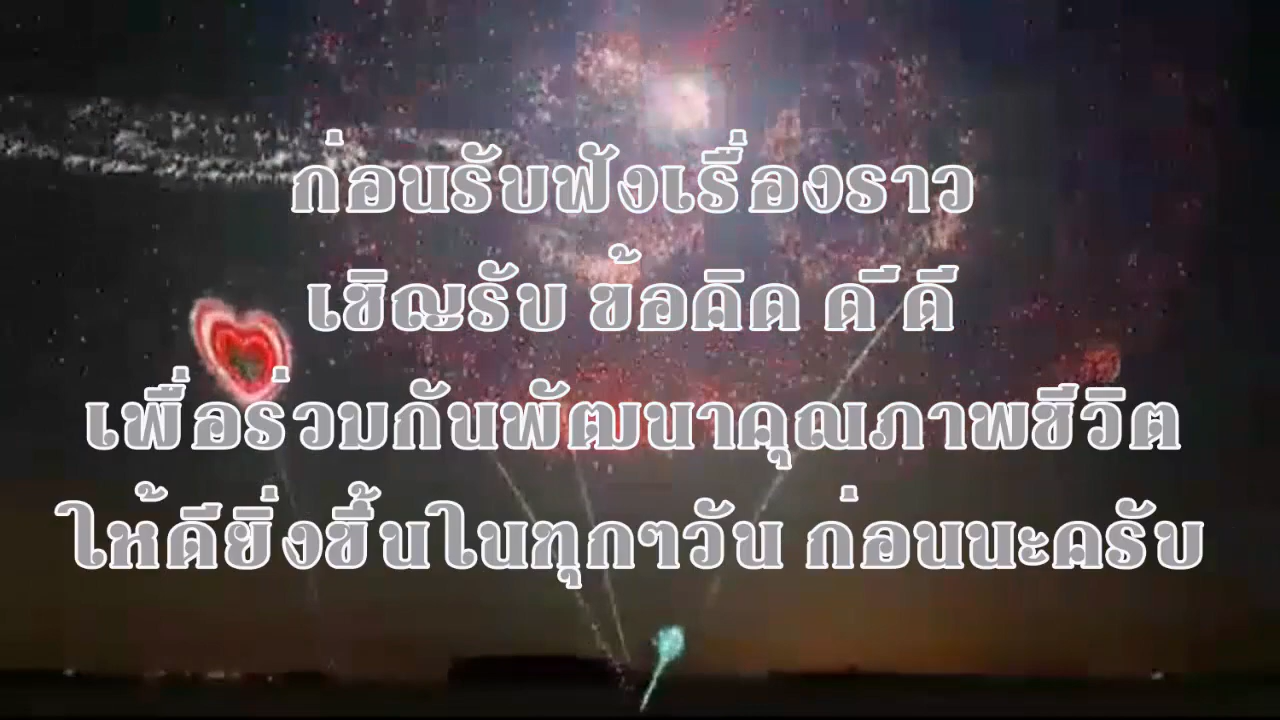 ก่อนรับฟังเรื่องราว
เชิญรับ ข้อคิด ดี ดี
เพื่อร่วมกันพัฒนาคุณภาพชีวิต
ให้ดียิ่งขึ้นในทุกๆวัน ก่อนนะครับ